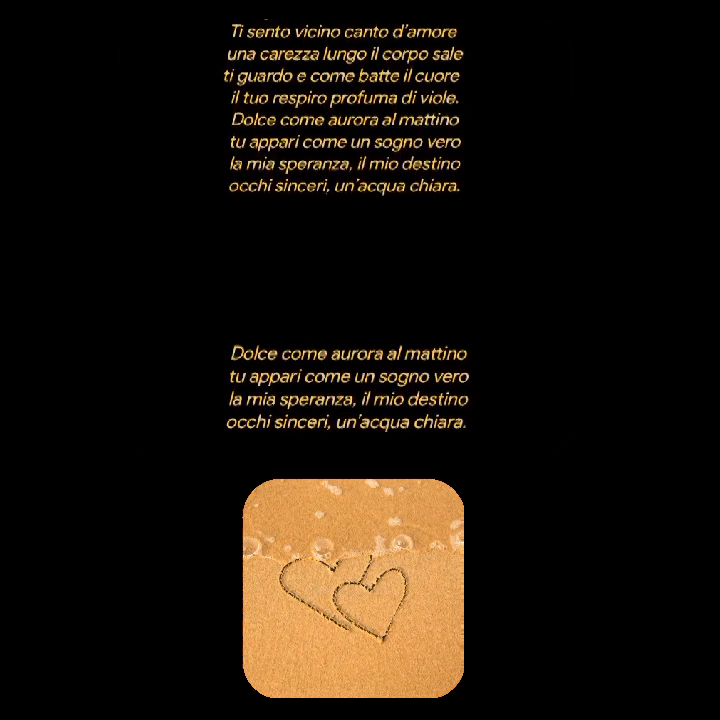 Ti sento vicino canto d'amore
una carezza lungo il corpo sale
ti guardo e come batte il cuore
il tuo respiro profuma di viole.
Dolce come aurora al mattino
tu appari come un sogno vero
la mia speranza, il mio destino
occhi sinceri, un'acqua chiara.
Dolce come aurora al mattino
tu appari come un sogno vero
la mia speranza, il mio destino
occhi sinceri, un'acqua chiara.